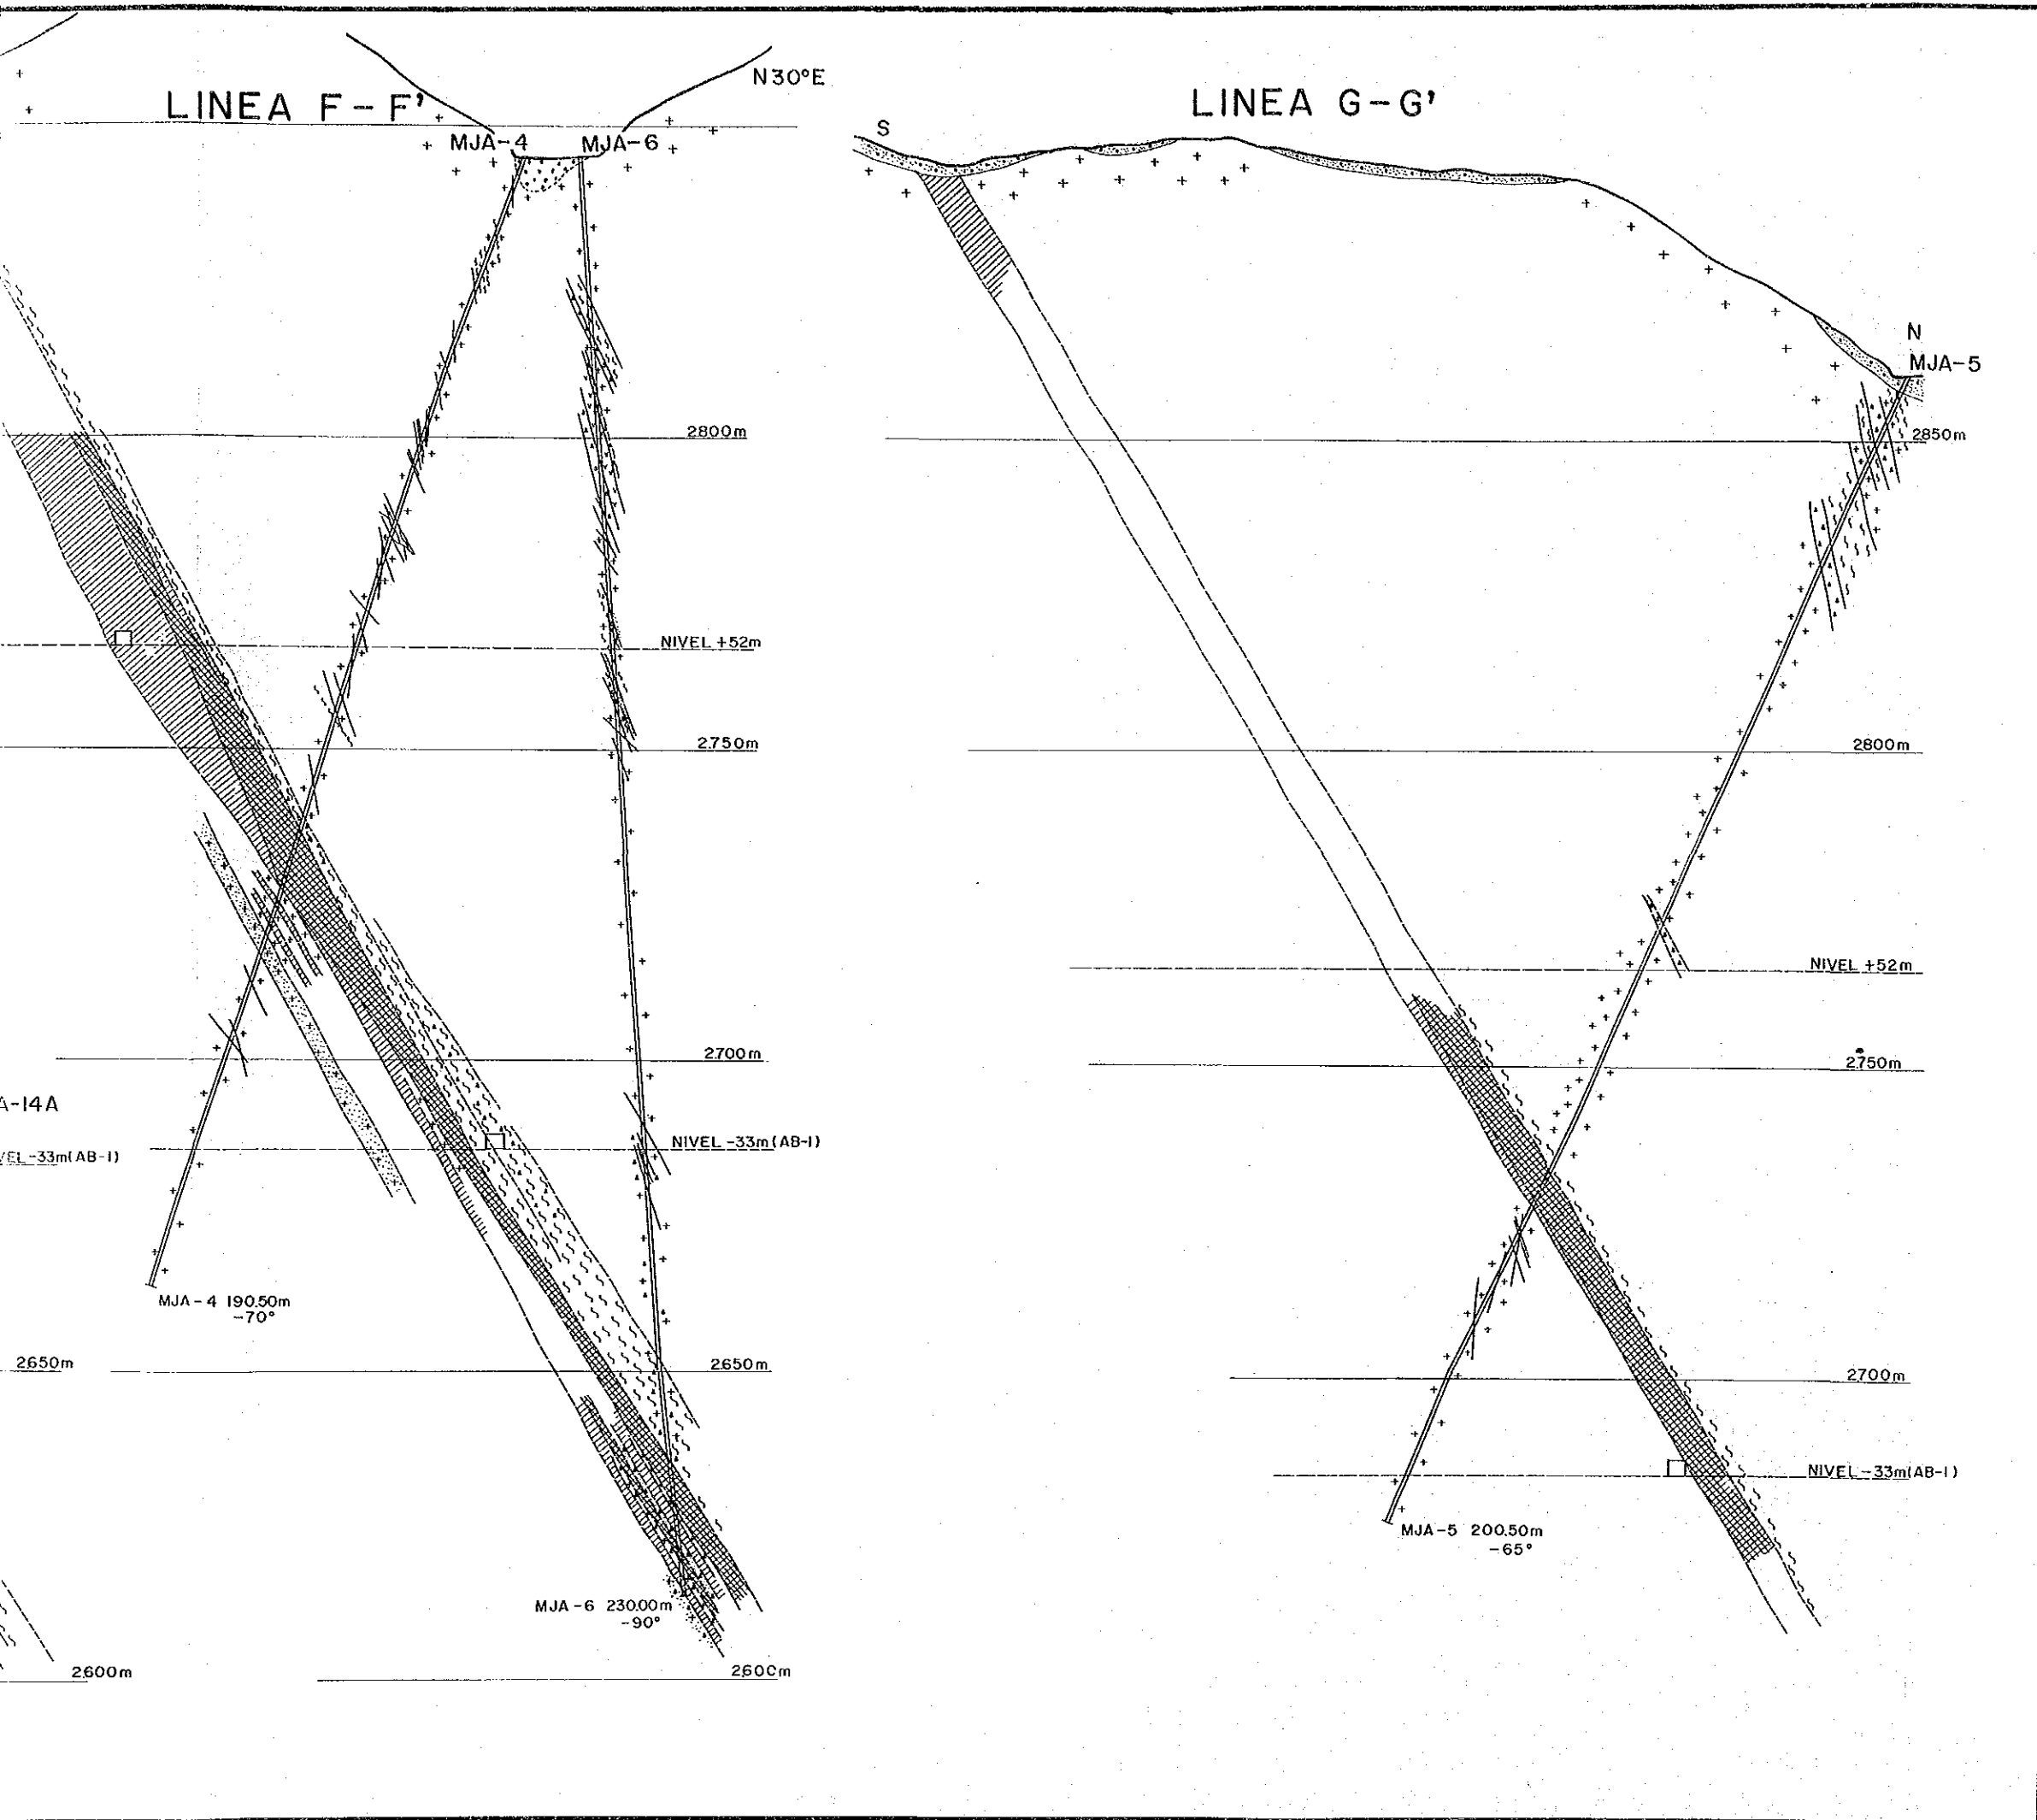 N30°E
LINEA F-F'
MJA-4
MJA-6
2800m
NIVEL +52m
2750m
2700m
A-14A
VEL-33m(AB-1)
NIVEL -33m(AB-1)
MJA-4 190.50m
-70°
2650m
2650m
MJA-6 230.00m
-90°
2600m
2600m
LINEA G-G'
S
N
MJA-5
2850m
2800m
NIVEL +52m
2750m
2700m
NIVEL-33m(AB-1)
MJA-5 200.50m
-65°